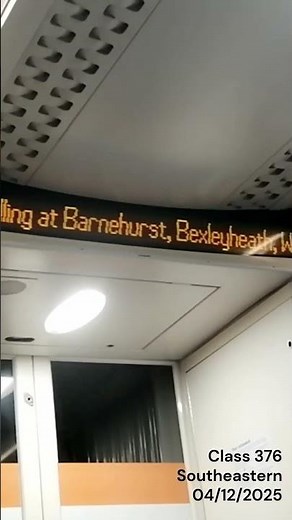 lling at Barnehurst, Bexleyheath, W
Class 376
Southeastern
04/12/2025